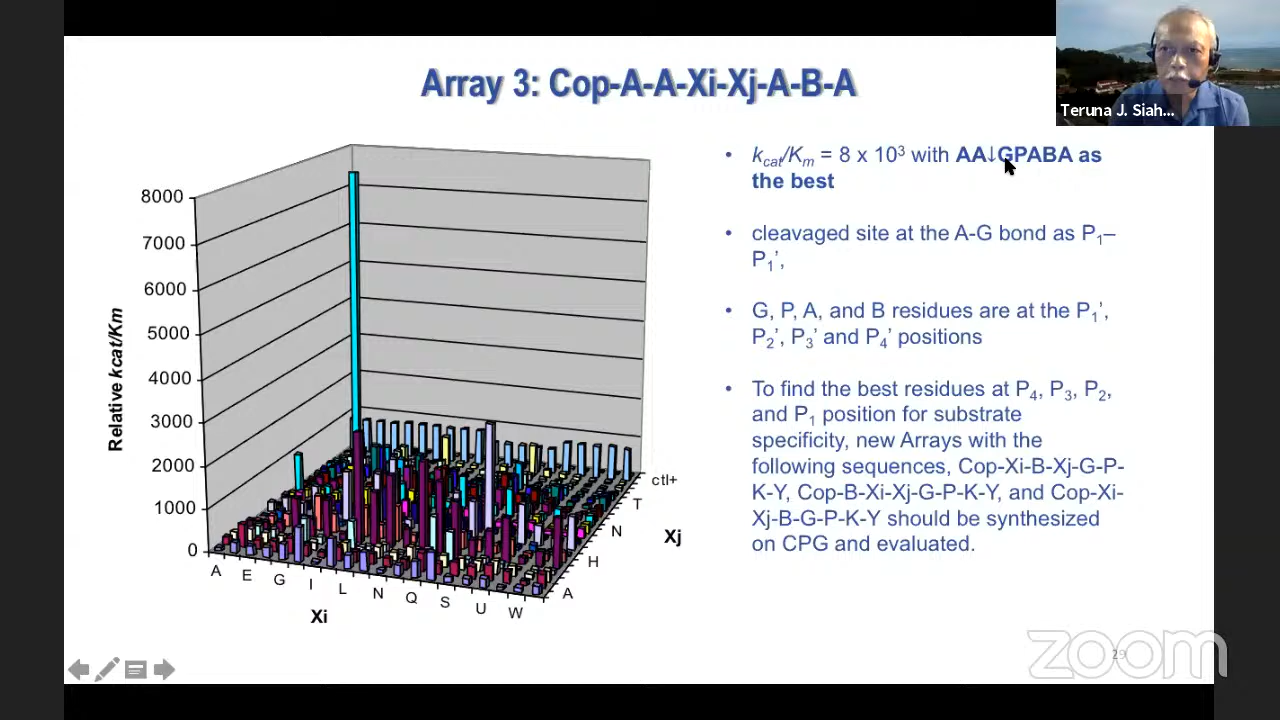 Array 3: Cop-A-A-Xi-Xj-A-B-A
Teruna J. Siah...
• kcat/Km = 8 x 10³ with AA↓GPABA as
the best
• cleavaged site at the A-G bond as P₁–
P₁’,
• G, P, A, and B residues are at the P₁’,
P₂’, P₃’ and P₄’ positions
• To find the best residues at P₄, P₃, P₂,
and P₁ position for substrate
specificity, new Arrays with the
following sequences, Cop-Xi-B-Xj-G-P-
K-Y, Cop-B-Xi-Xj-G-P-K-Y, and Cop-Xi-
Xj-B-G-P-K-Y should be synthesized
on CPG and evaluated.
Relative kcat/Km
8000
7000
6000
5000
4000
3000
2000
1000
0
A E G I L N Q S U W
Xi
ctl+
T
N
H
A
Xj
29
zoom